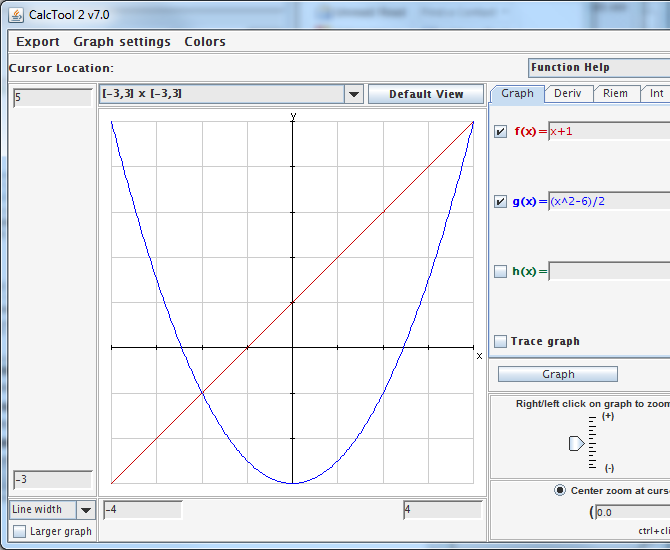 CalcTool 2 v7.0
Export Graph settings Colors
Cursor Location:
Function Help
5
[-3,3] x [-3,3]
Default View
Graph Deriv Riem Int
y
f(x)= x+1
g(x)= (x^2-6)/2
h(x)=
x
Trace graph
Graph
Right/left click on graph to zoom
(+)
(-)
-3
Line width
-4
4
Center zoom at curs
(0.0
Larger graph
ctrl+cli